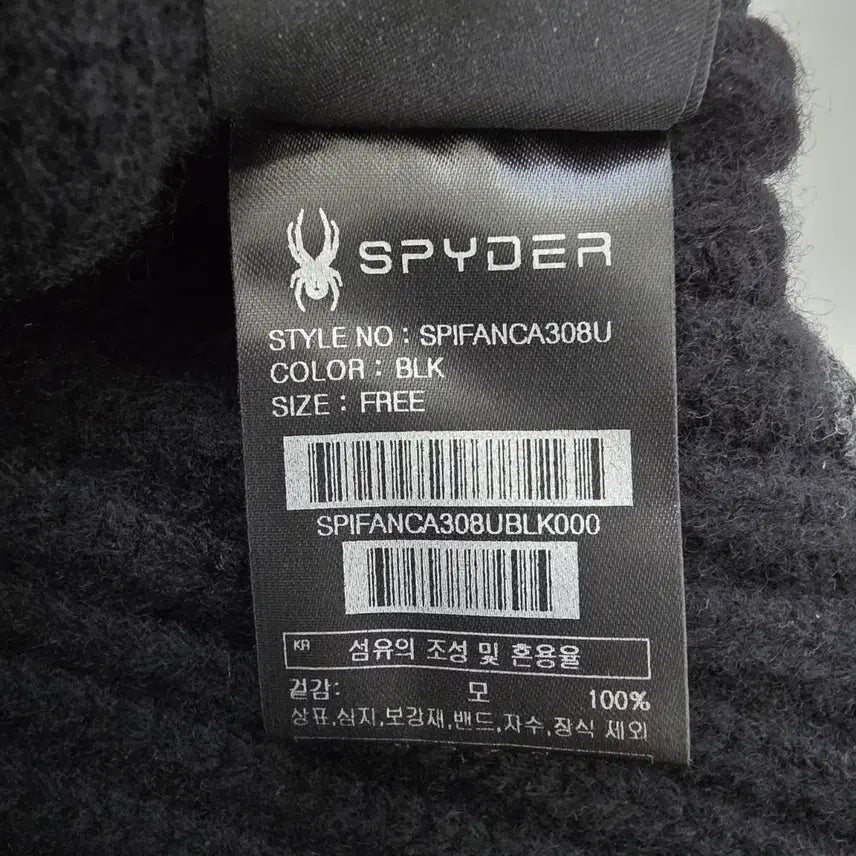 SPYDER
STYLE NO : SPIFANCA308U
COLOR : BLK
SIZE : FREE
SPIFANCA308UBLK000
KR 섬유의 조성 및 혼용율
겉감: 모 100%
상표,심지,보강재,밴드,자수,장식 제외